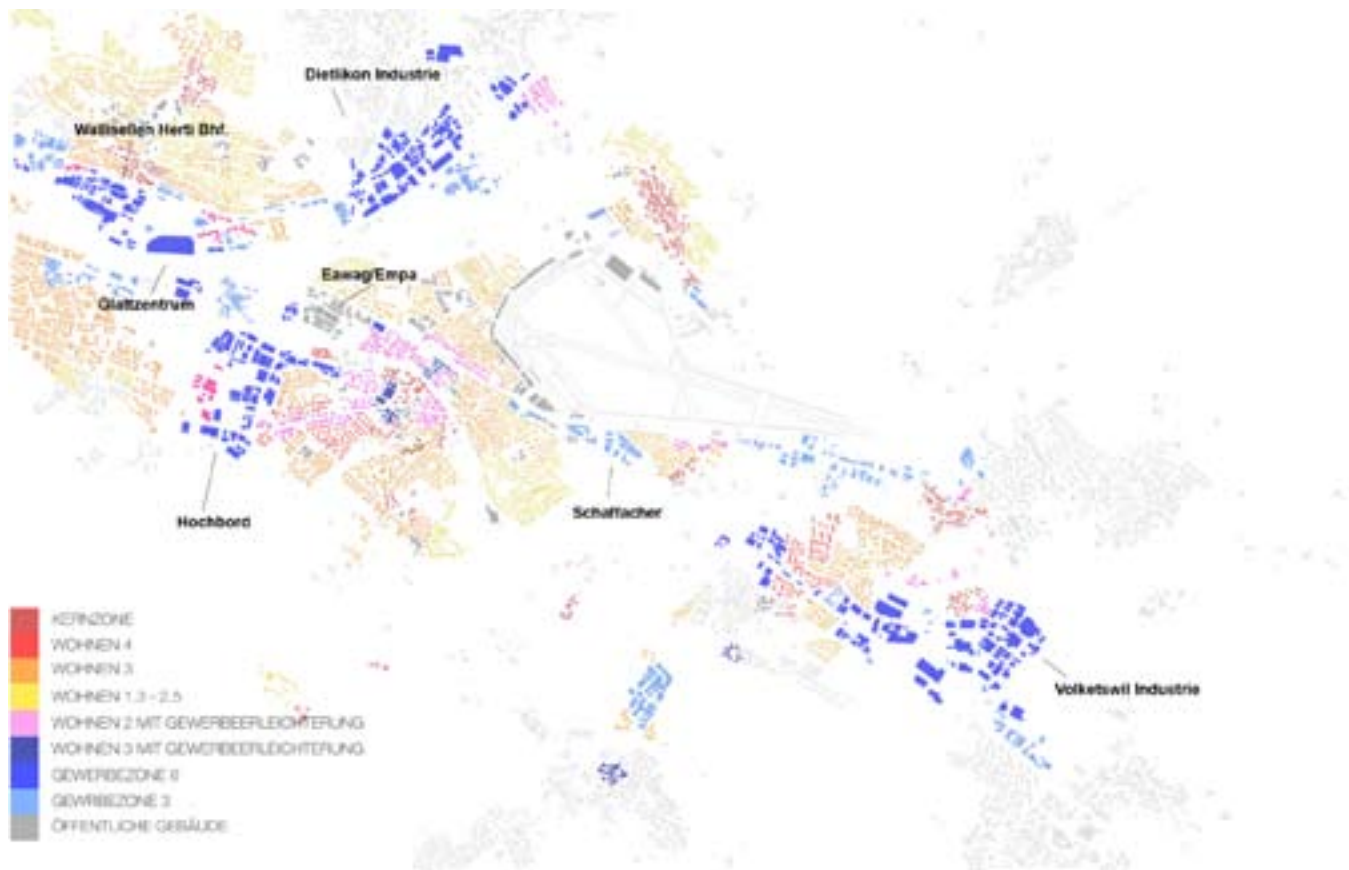 Dietlikon Industrie
Wallisellen Herti Bhf.
Eawag/Empa
Glattzentrum
Hochbord
Schaffacher
Volketswil Industrie
KERNZONE
WOHNEN 4
WOHNEN 3
WOHNEN 1.3 - 2.5
WOHNEN 2 MIT GEWERBEERLEICHTERUNG
WOHNEN 3 MIT GEWERBEERLEICHTERUNG
GEWERBEZONE 6
GEWRBEZONE 3
ÖFFENTLICHE GEBÄUDE